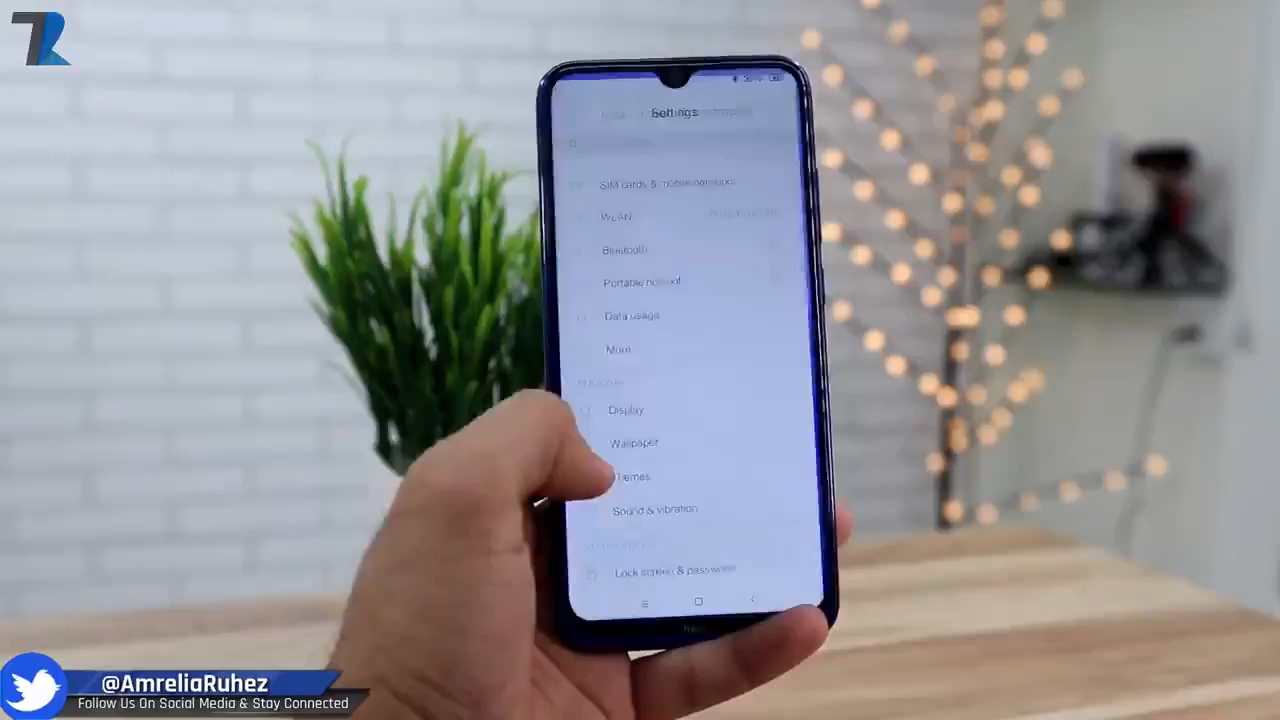 Settings
SIM cards & mobile networks
WLAN
Bluetooth
Portable hotspot
Data usage
More
Display
Wallpaper
Themes
Sound & vibration
Lock screen & password
@AmreliaRuhez
Follow Us On Social Media & Stay Connected